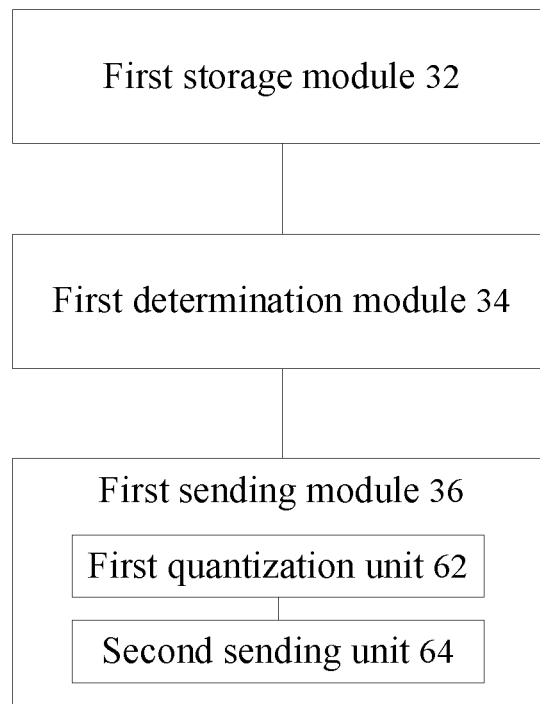 First storage module 32
First determination module 34
First sending module 36
First quantization unit 62
Second sending unit 64